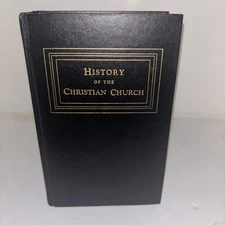 HISTORY
OF THE
CHRISTIAN CHURCH